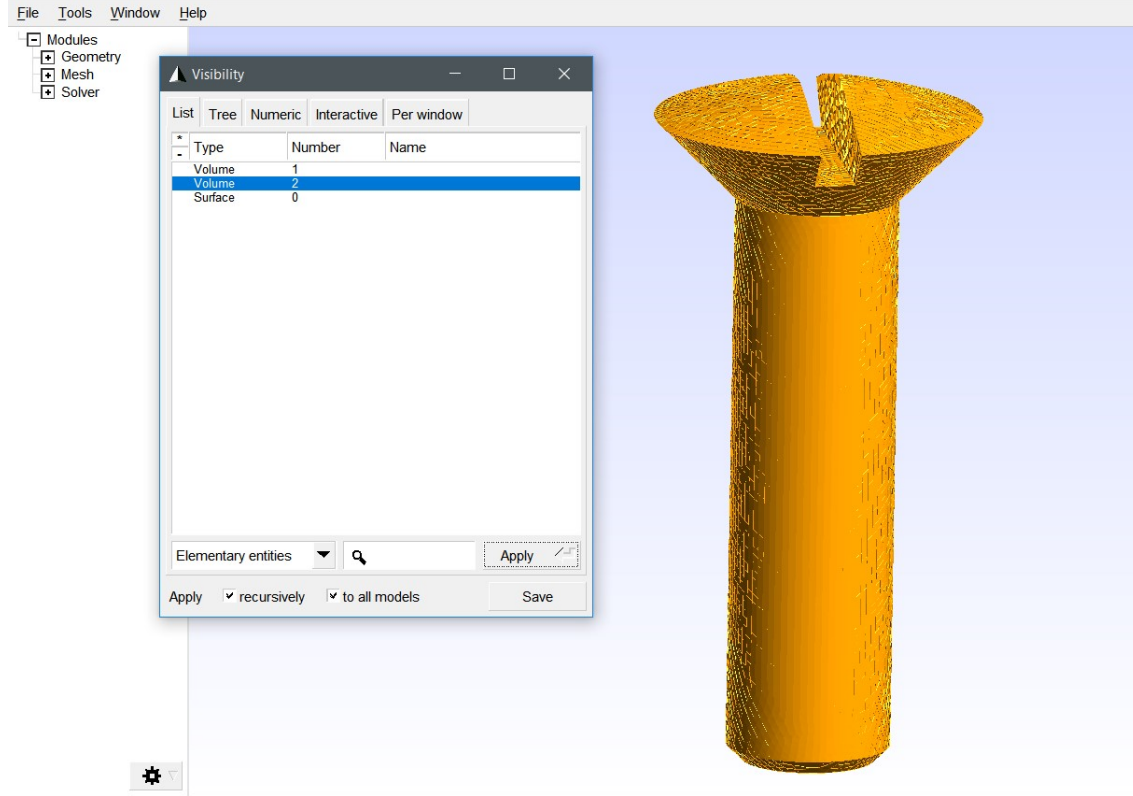 File Tools Window Help
Modules
Geometry
Mesh
Solver
Visibility
List Tree Numeric Interactive Per window
*
-
Type Number Name
Volume 1
Volume 2
Surface 0
Elementary entities Apply
Apply recursively to all models Save